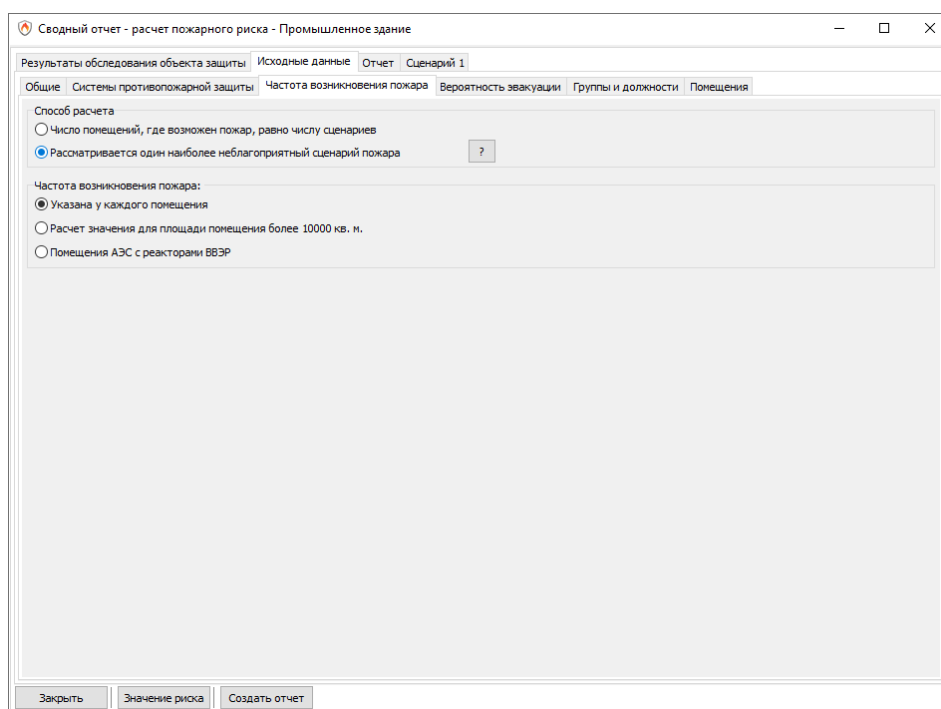 Сводный отчет - расчет пожарного риска - Промышленное здание
Результаты обследования объекта защиты Исходные данные Отчет Сценарий 1
Общие Системы противопожарной защиты Частота возникновения пожара Вероятность эвакуации Группы и должности Помещения
Способ расчета
Число помещений, где возможен пожар, равно числу сценариев
Рассматривается один наиболее неблагоприятный сценарий пожара ?
Частота возникновения пожара:
Указана у каждого помещения
Расчет значения для площади помещения более 10000 кв. м.
Помещения АЭС с реакторами ВВЭР
Закрыть Значение риска Создать отчет